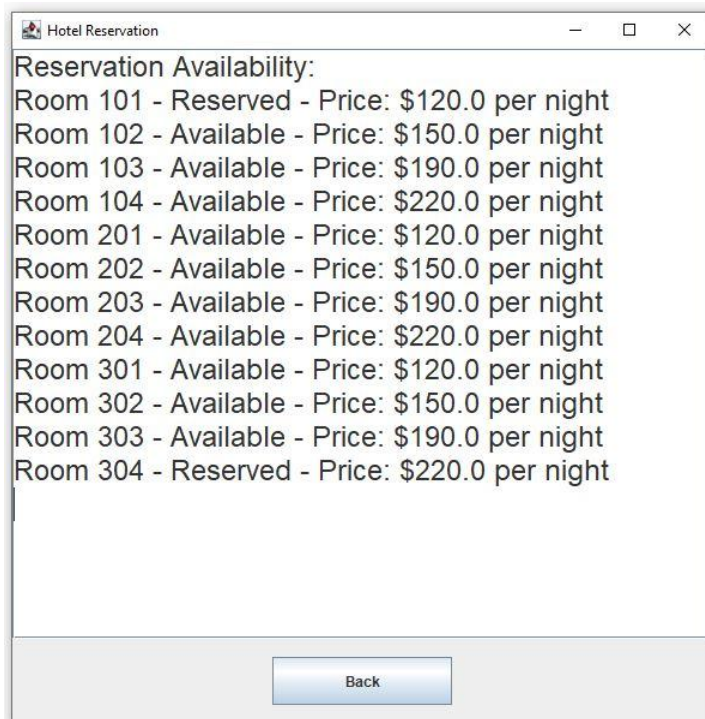 Hotel Reservation
Reservation Availability:
Room 101 - Reserved - Price: $120.0 per night
Room 102 - Available - Price: $150.0 per night
Room 103 - Available - Price: $190.0 per night
Room 104 - Available - Price: $220.0 per night
Room 201 - Available - Price: $120.0 per night
Room 202 - Available - Price: $150.0 per night
Room 203 - Available - Price: $190.0 per night
Room 204 - Available - Price: $220.0 per night
Room 301 - Available - Price: $120.0 per night
Room 302 - Available - Price: $150.0 per night
Room 303 - Available - Price: $190.0 per night
Room 304 - Reserved - Price: $220.0 per night
Back